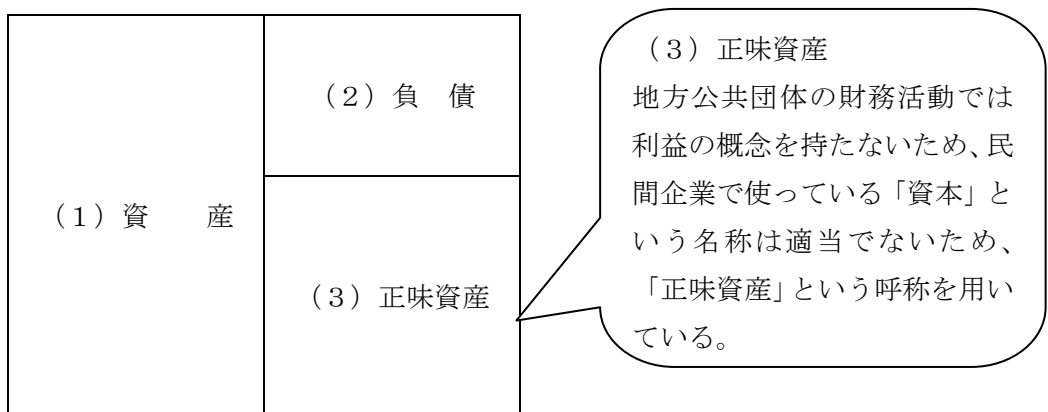 (1)資　　産
(2)負　債
(3)正味資産
(3)正味資産
地方公共団体の財務活動では
利益の概念を持たないため、民
間企業で使っている「資本」と
いう名称は適当でないため、
「正味資産」という呼称を用い
ている。